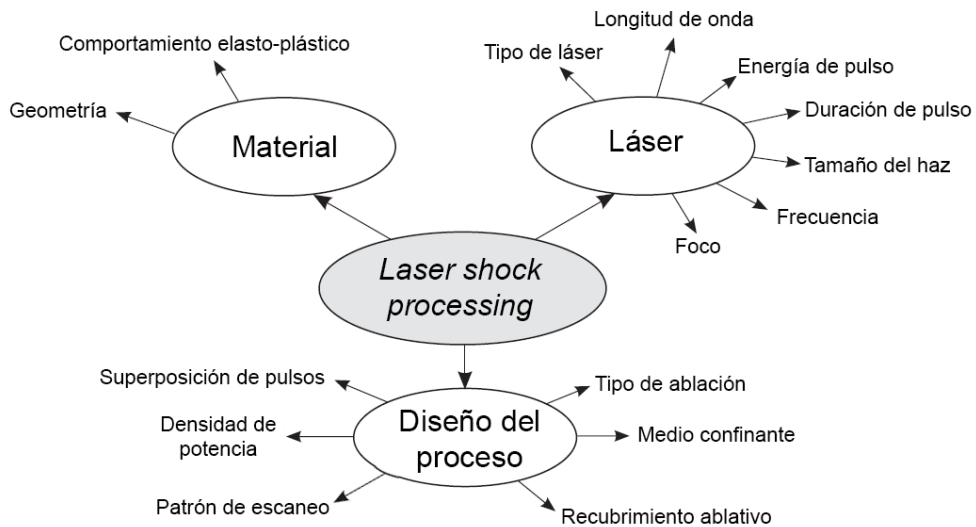 Longitud de onda
Comportamiento elasto-plástico
Tipo de láser
Energía de pulso
Geometría
Duración de pulso
Material
Láser
Tamaño del haz
Frecuencia
Foco
Laser shock
processing
Superposición de pulsos
Tipo de ablación
Densidad de
potencia
Diseño del
proceso
Medio confinante
Patrón de escaneo
Recubrimiento ablativo